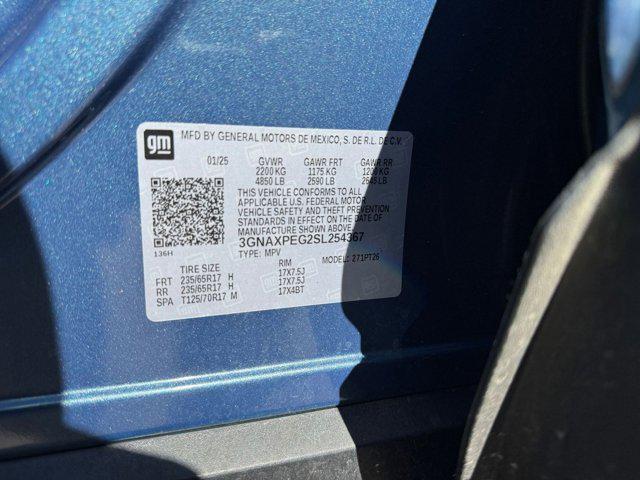 gm
MFD BY GENERAL MOTORS DE MEXICO, S. DE R.L. DE C.V.
01/25 GVWR GAWR FRT GAWR RR
2200 KG 1175 KG 1200 KG
4850 LB 2590 LB 2645 LB
THIS VEHICLE CONFORMS TO ALL
APPLICABLE U.S. FEDERAL MOTOR
VEHICLE SAFETY AND THEFT PREVENTION
STANDARDS IN EFFECT ON THE DATE OF
MANUFACTURE SHOWN ABOVE.
3GNAXPEG2SL254367
136H
TYPE: MPV MODEL: 271PT26
TIRE SIZE RIM
FRT 235/65R17 H 17X7.5J
RR 235/65R17 H 17X7.5J
SPA T125/70R17 M 17X4BT